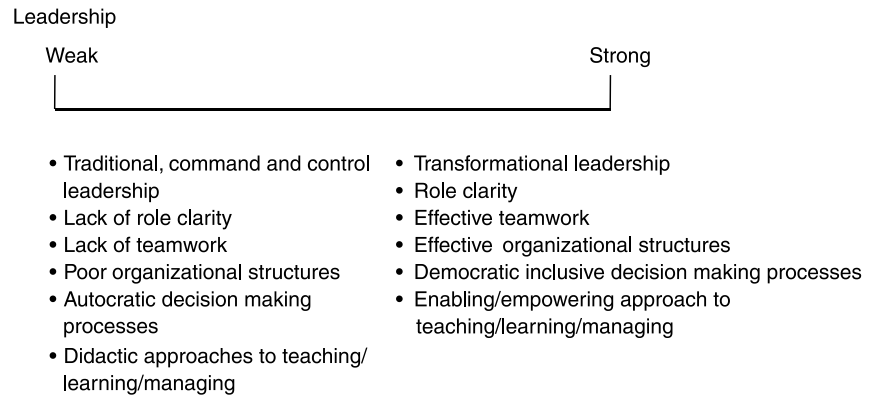 Leadership
Weak
Strong
• Traditional, command and control
leadership
• Lack of role clarity
• Lack of teamwork
• Poor organizational structures
• Autocratic decision making
processes
• Didactic approaches to teaching/
learning/managing
• Transformational leadership
• Role clarity
• Effective teamwork
• Effective organizational structures
• Democratic inclusive decision making processes
• Enabling/empowering approach to
teaching/learning/managing